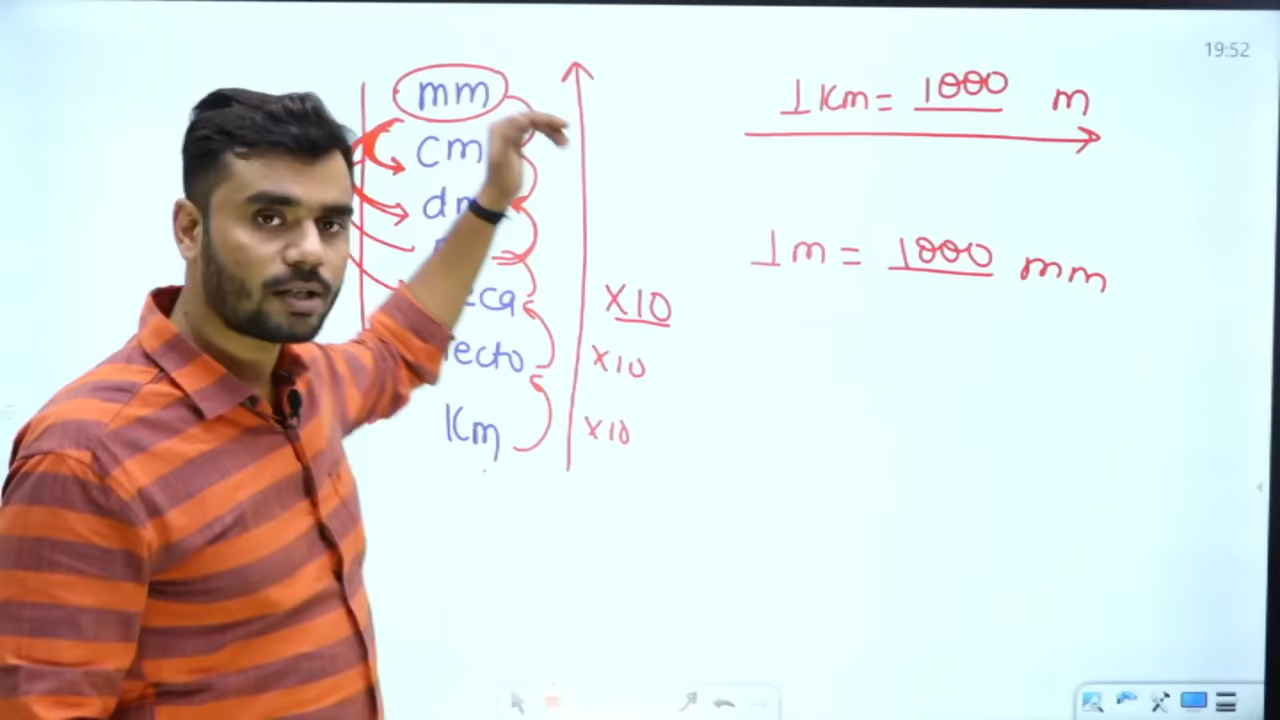 19:52
mm
cm
Km
1 Km = 1000 m
1 m = 1000 mm
x10
x10
x10